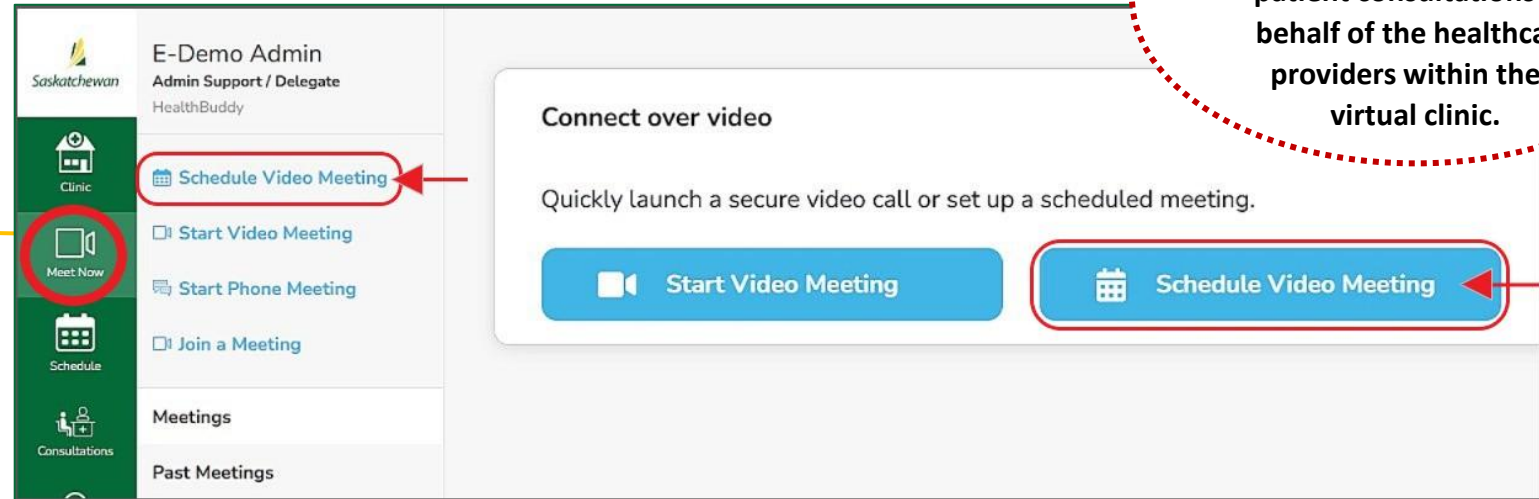 Saskatchewan
Clinic
Meet Now
Schedule
Consultations
E-Demo Admin
Admin Support / Delegate
HealthBuddy
Schedule Video Meeting
Start Video Meeting
Start Phone Meeting
Join a Meeting
Meetings
Past Meetings
Connect over video
Quickly launch a secure video call or set up a scheduled meeting.
Start Video Meeting
Schedule Video Meeting
patient consultations
behalf of the
providers within the
virtual clinic.